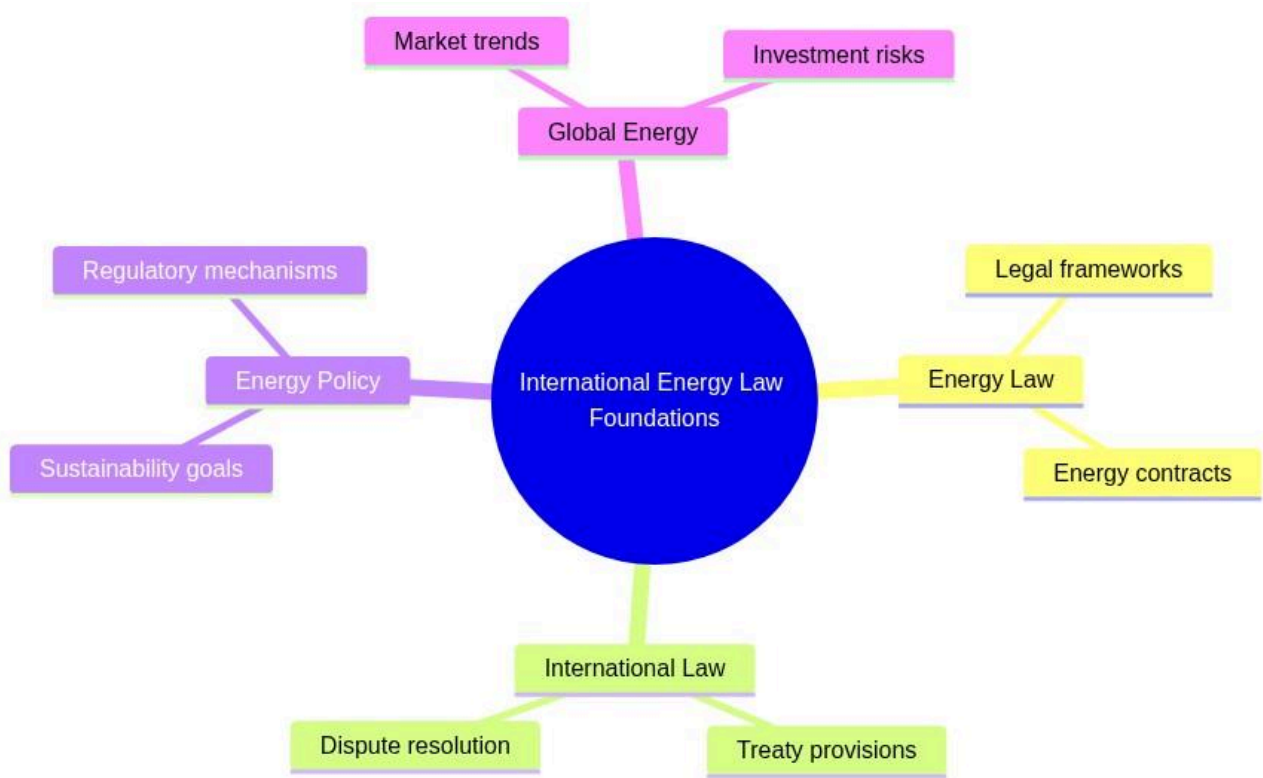 Market trends
Investment risks
Global Energy
Regulatory mechanisms
Legal frameworks
Energy Policy
International Energy Law
Foundations
Energy Law
Sustainability goals
Energy contracts
International Law
Dispute resolution
Treaty provisions